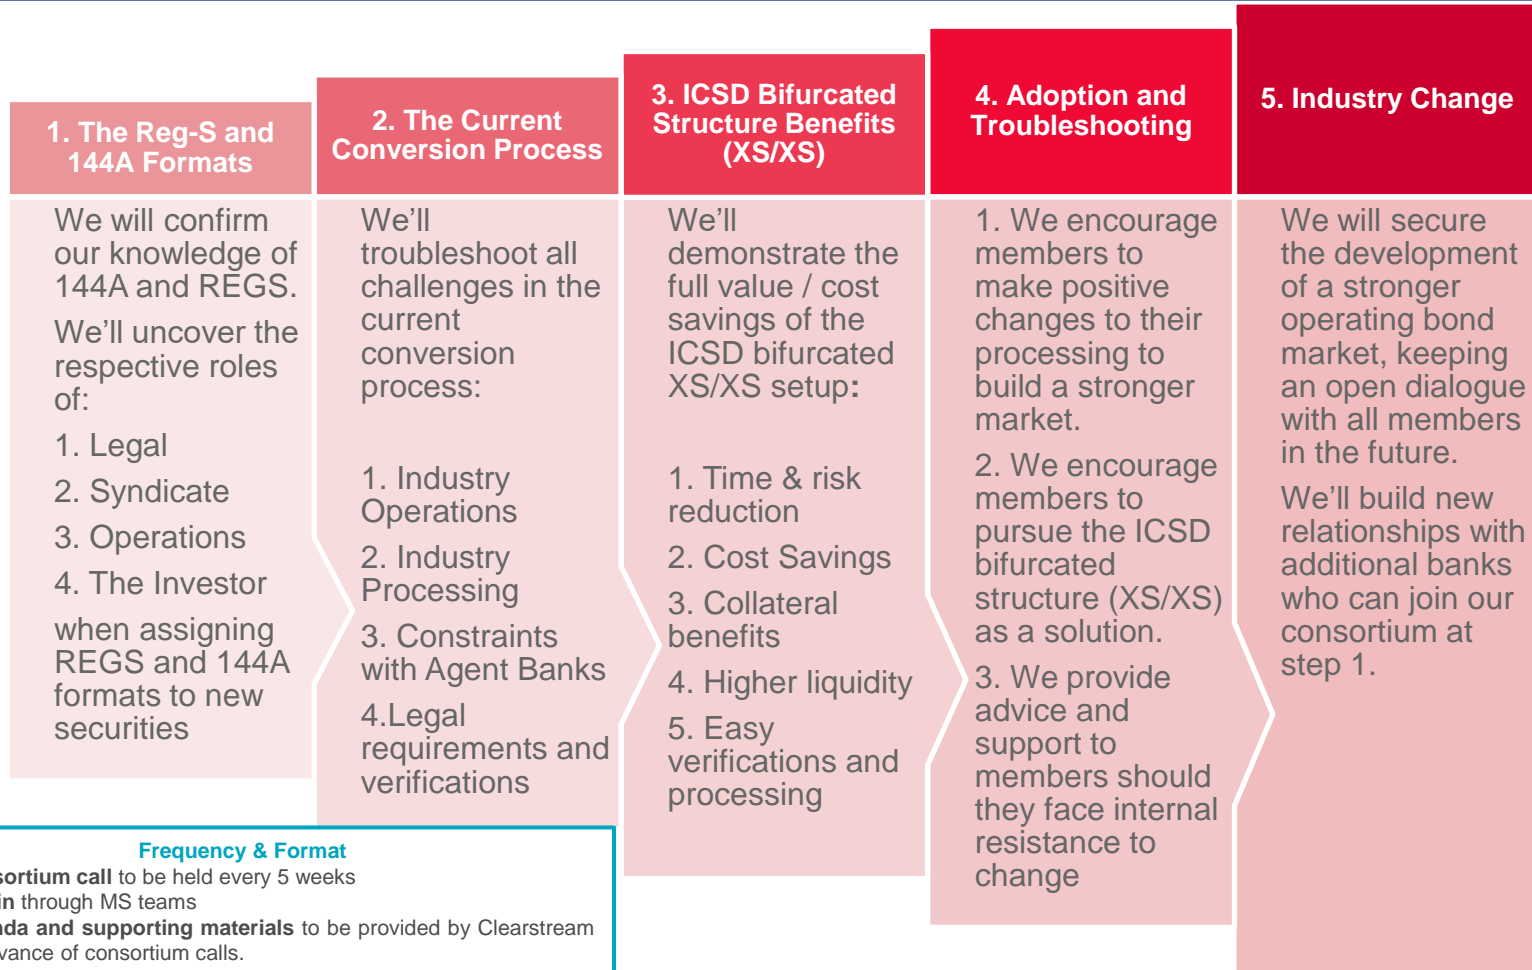 1. The Reg-S and
144A Formats
We will confirm
our knowledge of
144A and REGS.
We’ll uncover the
respective roles
of:
1. Legal
2. Syndicate
3. Operations
4. The Investor
when assigning
REGS and 144A
formats to new
securities
2. The Current
Conversion Process
We’ll
troubleshoot all
challenges in the
current
conversion
process:
1. Industry
Operations
2. Industry
Processing
3. Constraints
with Agent Banks
4.Legal
requirements and
verifications
3. ICSD Bifurcated
Structure Benefits
(XS/XS)
We’ll
demonstrate the
full value / cost
savings of the
ICSD bifurcated
XS/XS setup:
1. Time & risk
reduction
2. Cost Savings
3. Collateral
benefits
4. Higher liquidity
5. Easy
verifications and
processing
4. Adoption and
Troubleshooting
1. We encourage
members to
make positive
changes to their
processing to
build a stronger
market.
2. We encourage
members to
pursue the ICSD
bifurcated
structure (XS/XS)
as a solution.
3. We provide
advice and
support to
members should
they face internal
resistance to
change
5. Industry Change
We will secure
the development
of a stronger
operating bond
market, keeping
an open dialogue
with all members
in the future.
We’ll build new
relationships with
additional banks
who can join our
consortium at
step 1.
Frequency & Format
call to be held every 5 weeks
through MS teams
and supporting materials to be provided by Clearstream
of consortium calls.